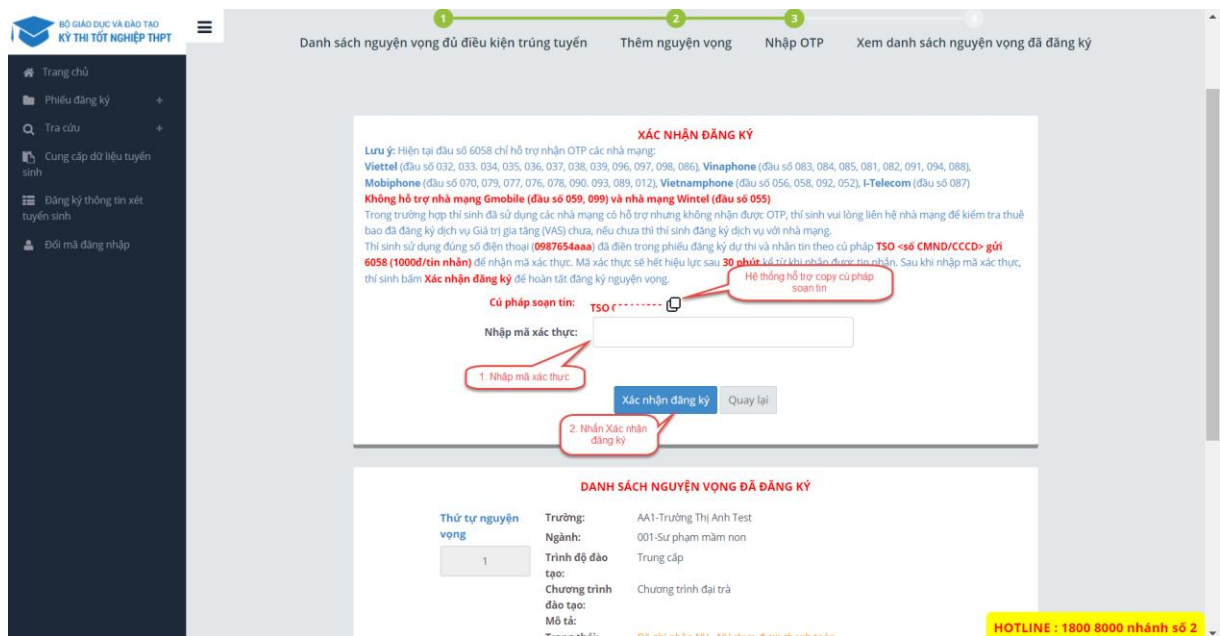 BỘ GIÁO DỤC VÀ ĐÀO TẠO
KỲ THI TỐT NGHIỆP THPT
Trang chủ
Phiếu đăng ký +
Tra cứu +
Cung cấp dữ liệu tuyển
sinh
Đăng ký thông tin xét
tuyển sinh
Đổi mã đăng nhập
1 2 3 4
Danh sách nguyện vọng đủ điều kiện trúng tuyển Thêm nguyện vọng Nhập OTP Xem danh sách nguyện vọng đã đăng ký
XÁC NHẬN ĐĂNG KÝ
Lưu ý: Hiện tại đầu số 6058 chỉ hỗ trợ nhận OTP các nhà mạng:
Viettel (đầu số 032, 033. 034, 035, 036, 037, 038, 039, 096, 097, 098, 086), Vinaphone (đầu số 083, 084, 085, 081, 082, 091, 094, 088),
Mobiphone (đầu số 070, 079, 077, 076, 078, 090. 093, 089, 012), Vietnamphone (đầu số 056, 058, 092, 052), I-Telecom (đầu số 087)
Không hỗ trợ nhà mạng Gmobile (đầu số 059, 099) và nhà mạng Wintel (đầu số 055)
Trong trường hợp thí sinh đã sử dụng các nhà mạng có hỗ trợ nhưng không nhận được OTP, thí sinh vui lòng liên hệ nhà mạng để kiểm tra thuê
bao đã đăng ký dịch vụ Giá trị gia tăng (VAS) chưa, nếu chưa thì thí sinh đăng ký dịch vụ với nhà mạng.
Thí sinh sử dụng đúng số điện thoại (0987654aaa) đã điền trong phiếu đăng ký dự thi và nhắn tin theo cú pháp TSO <số CMND/CCCD> gửi
6058 (1000đ/tin nhắn) để nhận mã xác thực. Mã xác thực sẽ hết hiệu lực sau 30 phút kể từ khi nhận được tin nhắn. Sau khi nhập mã xác thực,
thí sinh bấm Xác nhận đăng ký để hoàn tất đăng ký nguyện vọng.
Hệ thống hỗ trợ copy cú pháp
soạn tin
Cú pháp soạn tin: TSO
Nhập mã xác thực:
1. Nhập mã xác thực
Xác nhận đăng ký Quay lại
2. Nhấn Xác nhận
đăng ký
DANH SÁCH NGUYỆN VỌNG ĐÃ ĐĂNG KÝ
Thứ tự nguyện
vọng
1
Trường: AA1-Trường Thị Anh Test
Ngành: 001-Sư phạm mầm non
Trình độ đào
tạo: Trung cấp
Chương trình
đào tạo: Chương trình đại trà
Mô tả:
HOTLINE : 1800 8000 nhánh số 2